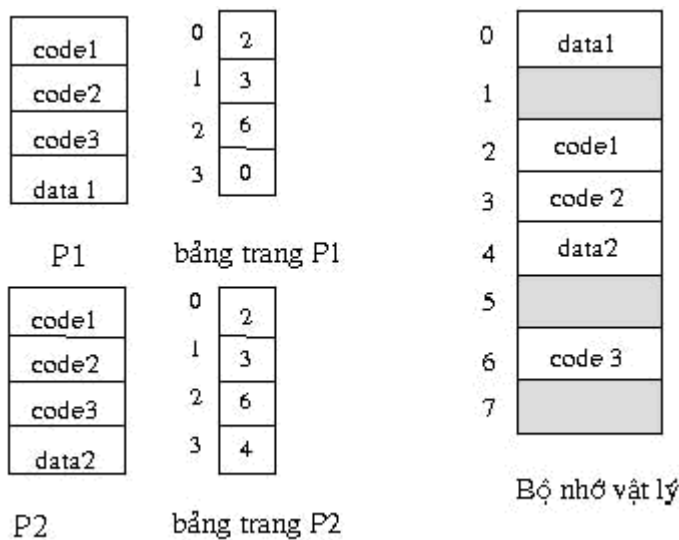 code1
code2
code3
data 1
P1
0 2
1 3
2 6
3 0
bảng trang P1
code1
code2
code3
data2
P2
0 2
1 3
2 6
3 4
bảng trang P2
0 data1
1
2 code1
3 code 2
4 data2
5
6 code 3
7
Bộ nhớ vật lý